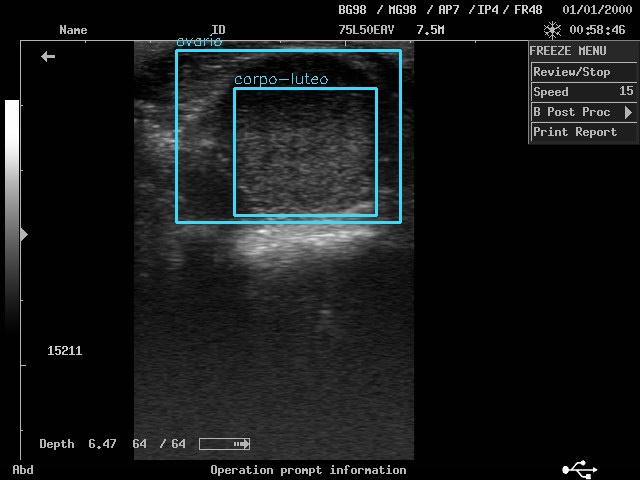 BG98 / MG98 / AP7 / IP4 / FR48 01/01/2000
Name ID 75L50EAV 7.5M 00:58:46
ovario
FREEZE MENU
corpo-luteo
Review/Stop
Speed 15
B Post Proc
Print Report
15211
Depth 6.47 64 / 64
Abd Operation prompt information